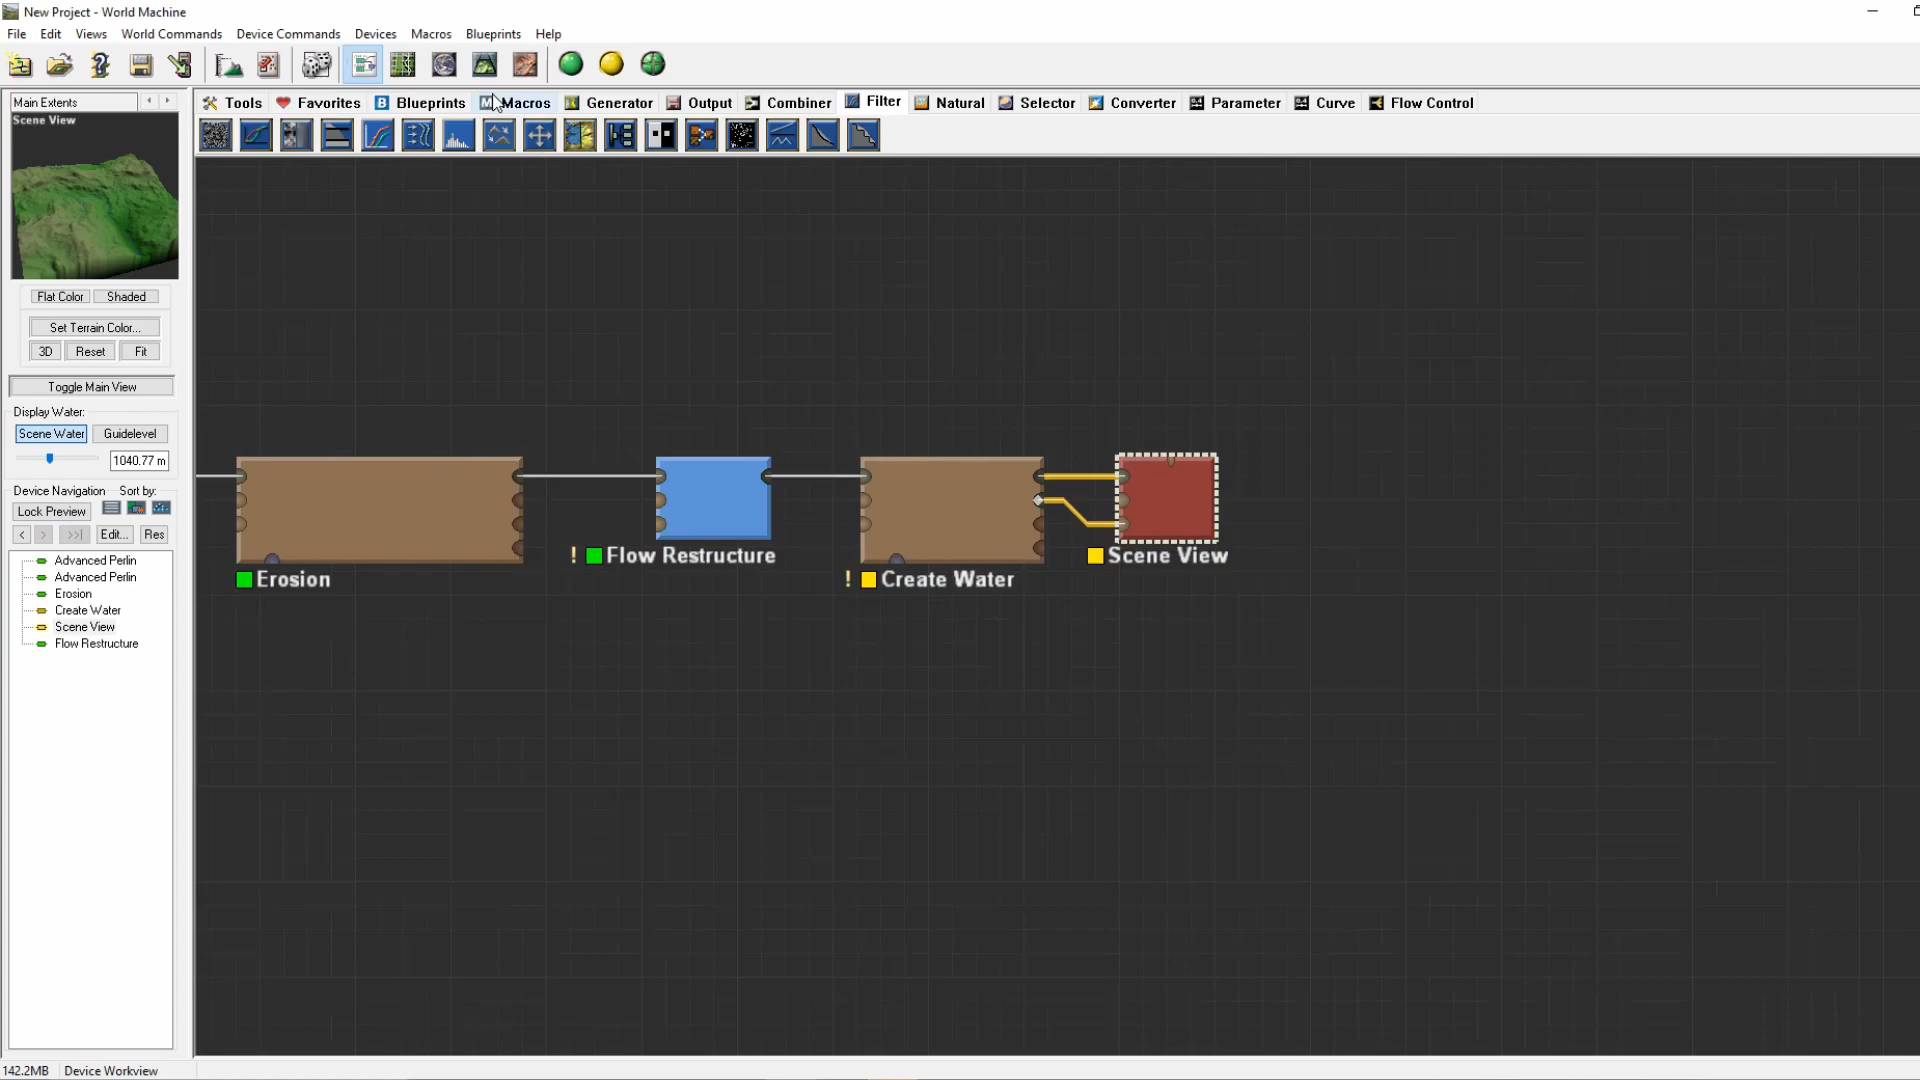 New Project - World Machine
File Edit Views World Commands Device Commands Devices Macros Blueprints Help
Main Extents
Tools Favorites B Blueprints M Macros Generator Output Combiner Filter Natural Selector Converter Parameter Curve Flow Control
Scene View
Flat Color Shaded
Set Terrain Color...
3D Reset Fit
Toggle Main View
Display Water:
Scene Water Guidelevel
1040.77 m
Device Navigation Sort by:
Lock Preview
< > >>| Edit... Res
Advanced Perlin
Advanced Perlin
Erosion
Create Water
Scene View
Flow Restructure
! Flow Restructure
Scene View
Erosion
! Create Water
142.2MB Device Workview